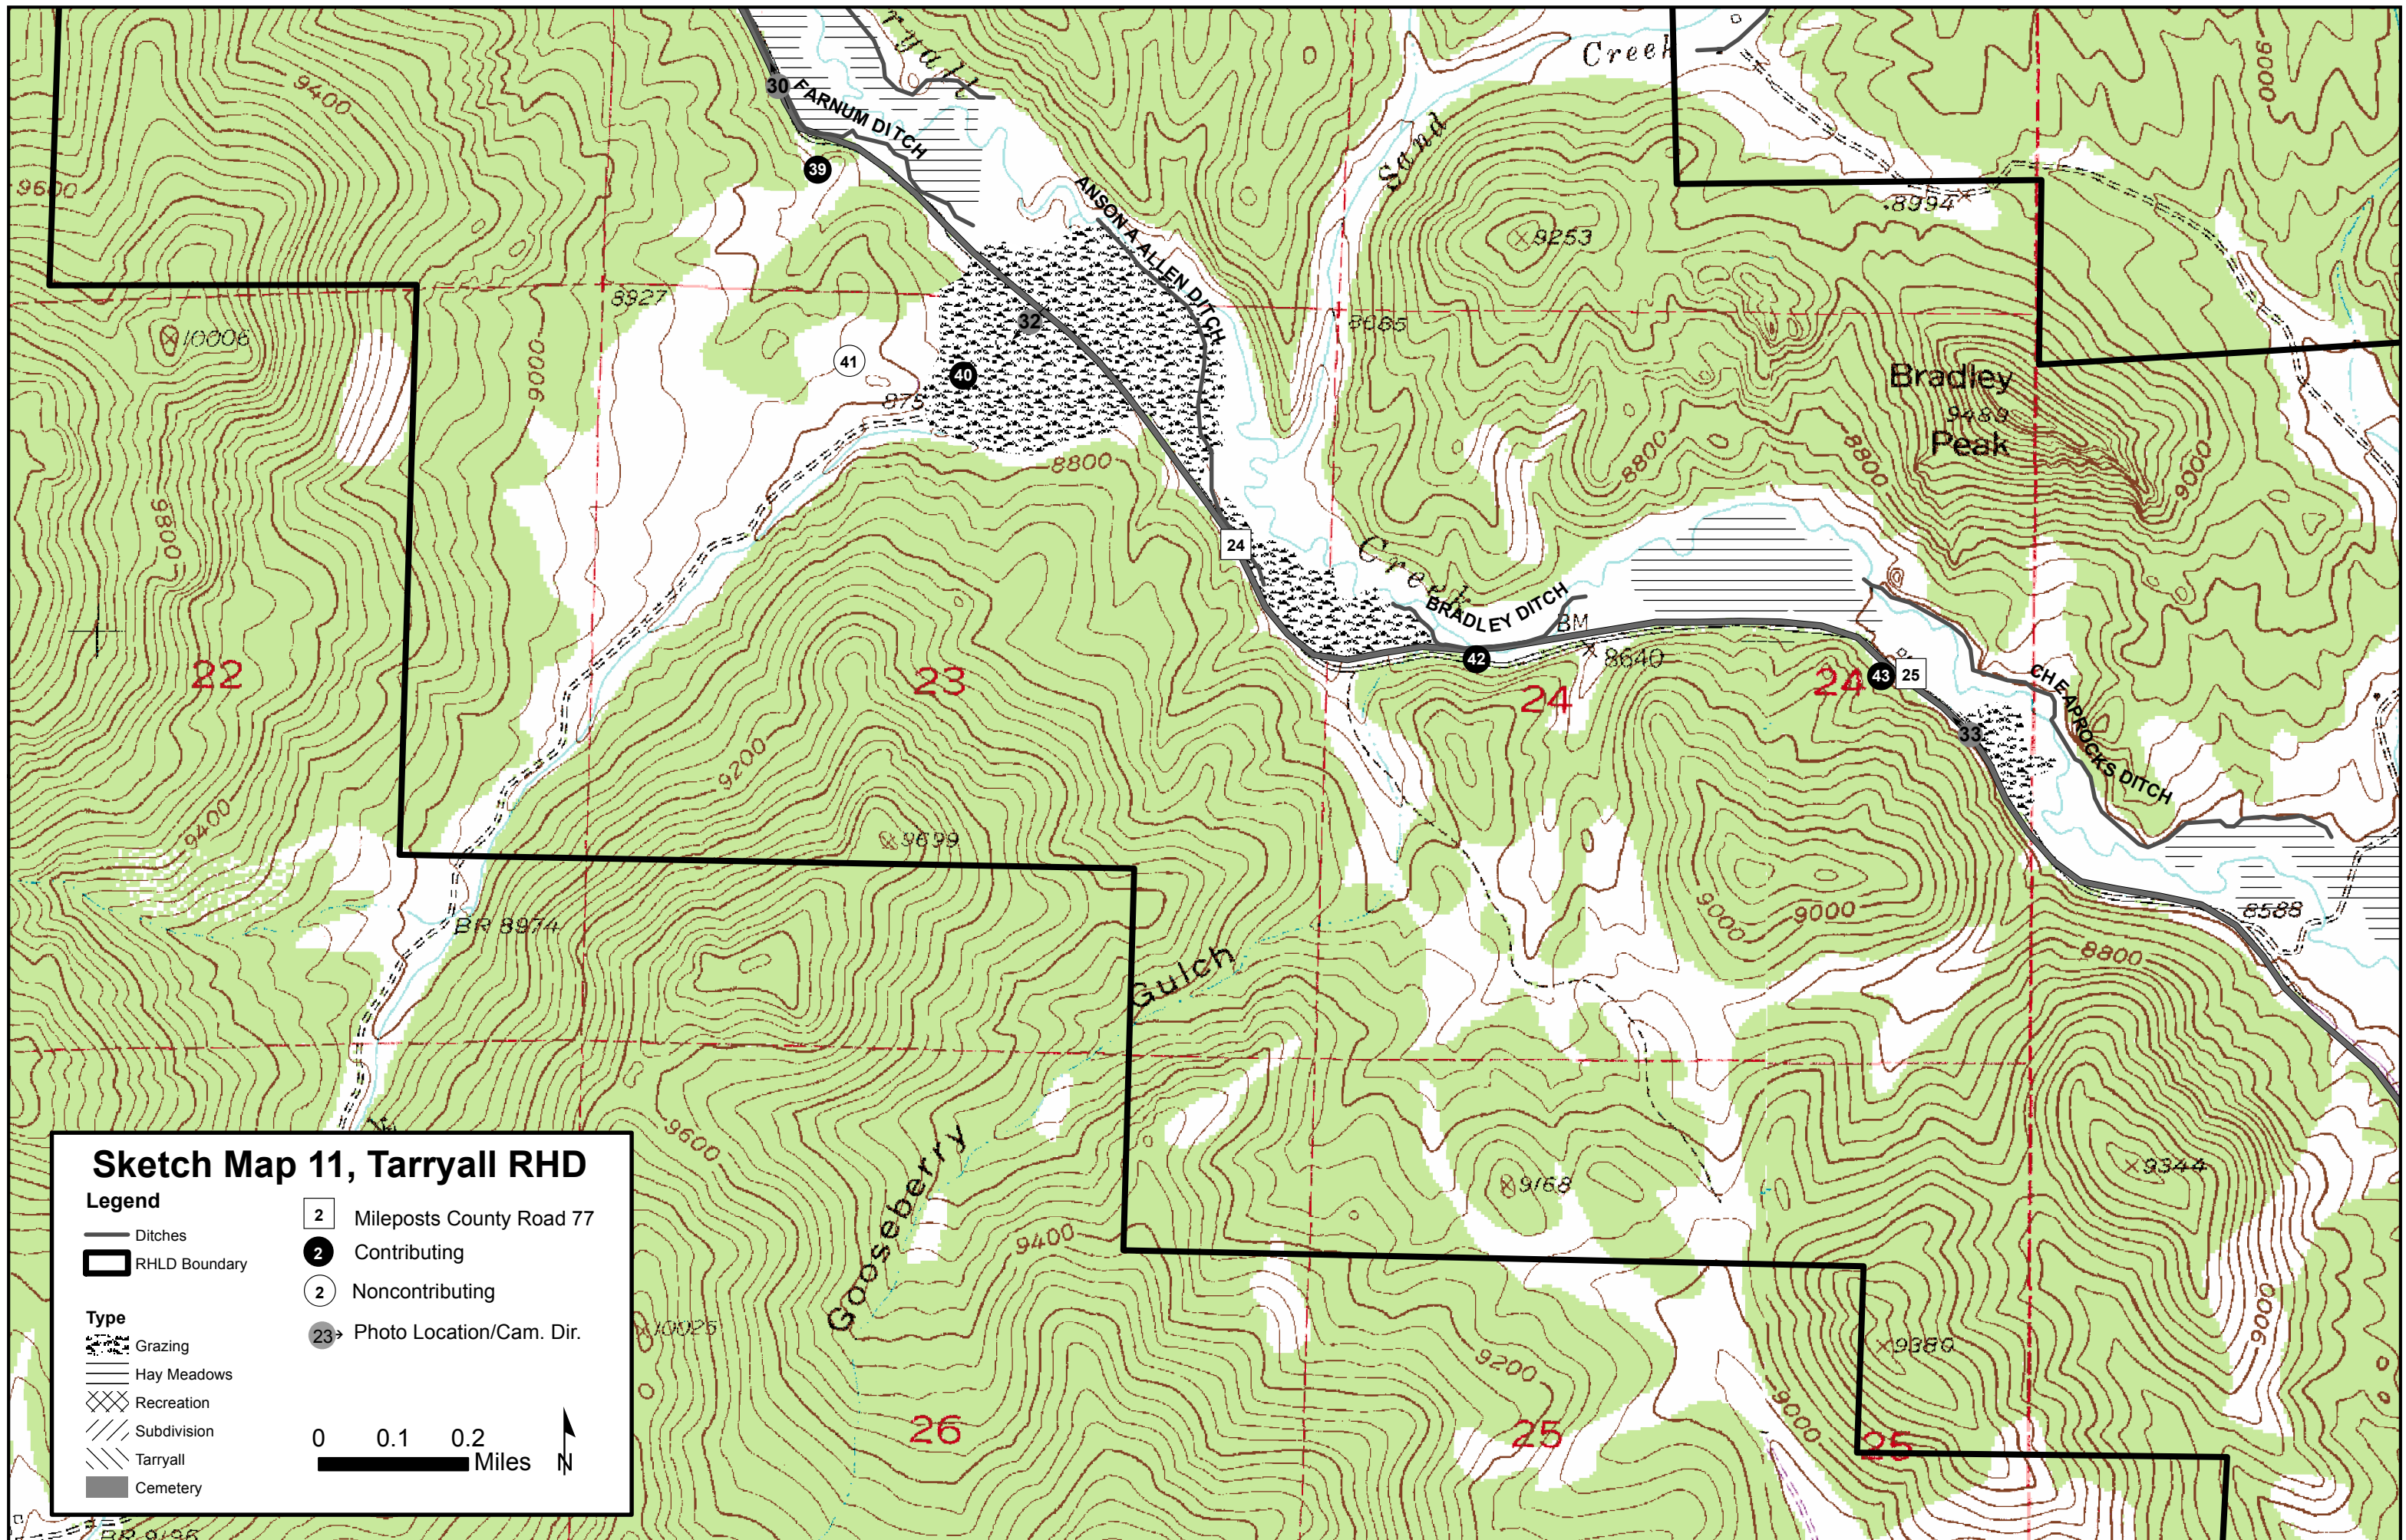 ryall
Creek
9000
9400
30
FARNUM DITCH
Sand
39
9600
ANSON A ALLEN DITCH
8994
9253
8927
32
8685
10006
41
40
9000
Bradley
9489
Peak
8800
8800
8800
9000
9800
24
Creek
BRADLEY DITCH
BM
8640
42
22
23
24
24
43
25
CHEAPROCKS DITCH
33
9200
9400
9699
9000
9000
8588
BR 8974
8800
Gulch
9600
Gooseberry
9344
9168
9400
9000
10025
9200
9380
9000
26
25
25
Sketch Map 11, Tarryall RHD
Legend
Ditches
RHLD Boundary
2 Mileposts County Road 77
2 Contributing
2 Noncontributing
23 Photo Location/Cam. Dir.
Type
Grazing
Hay Meadows
Recreation
Subdivision
Tarryall
Cemetery
0 0.1 0.2
Miles
N